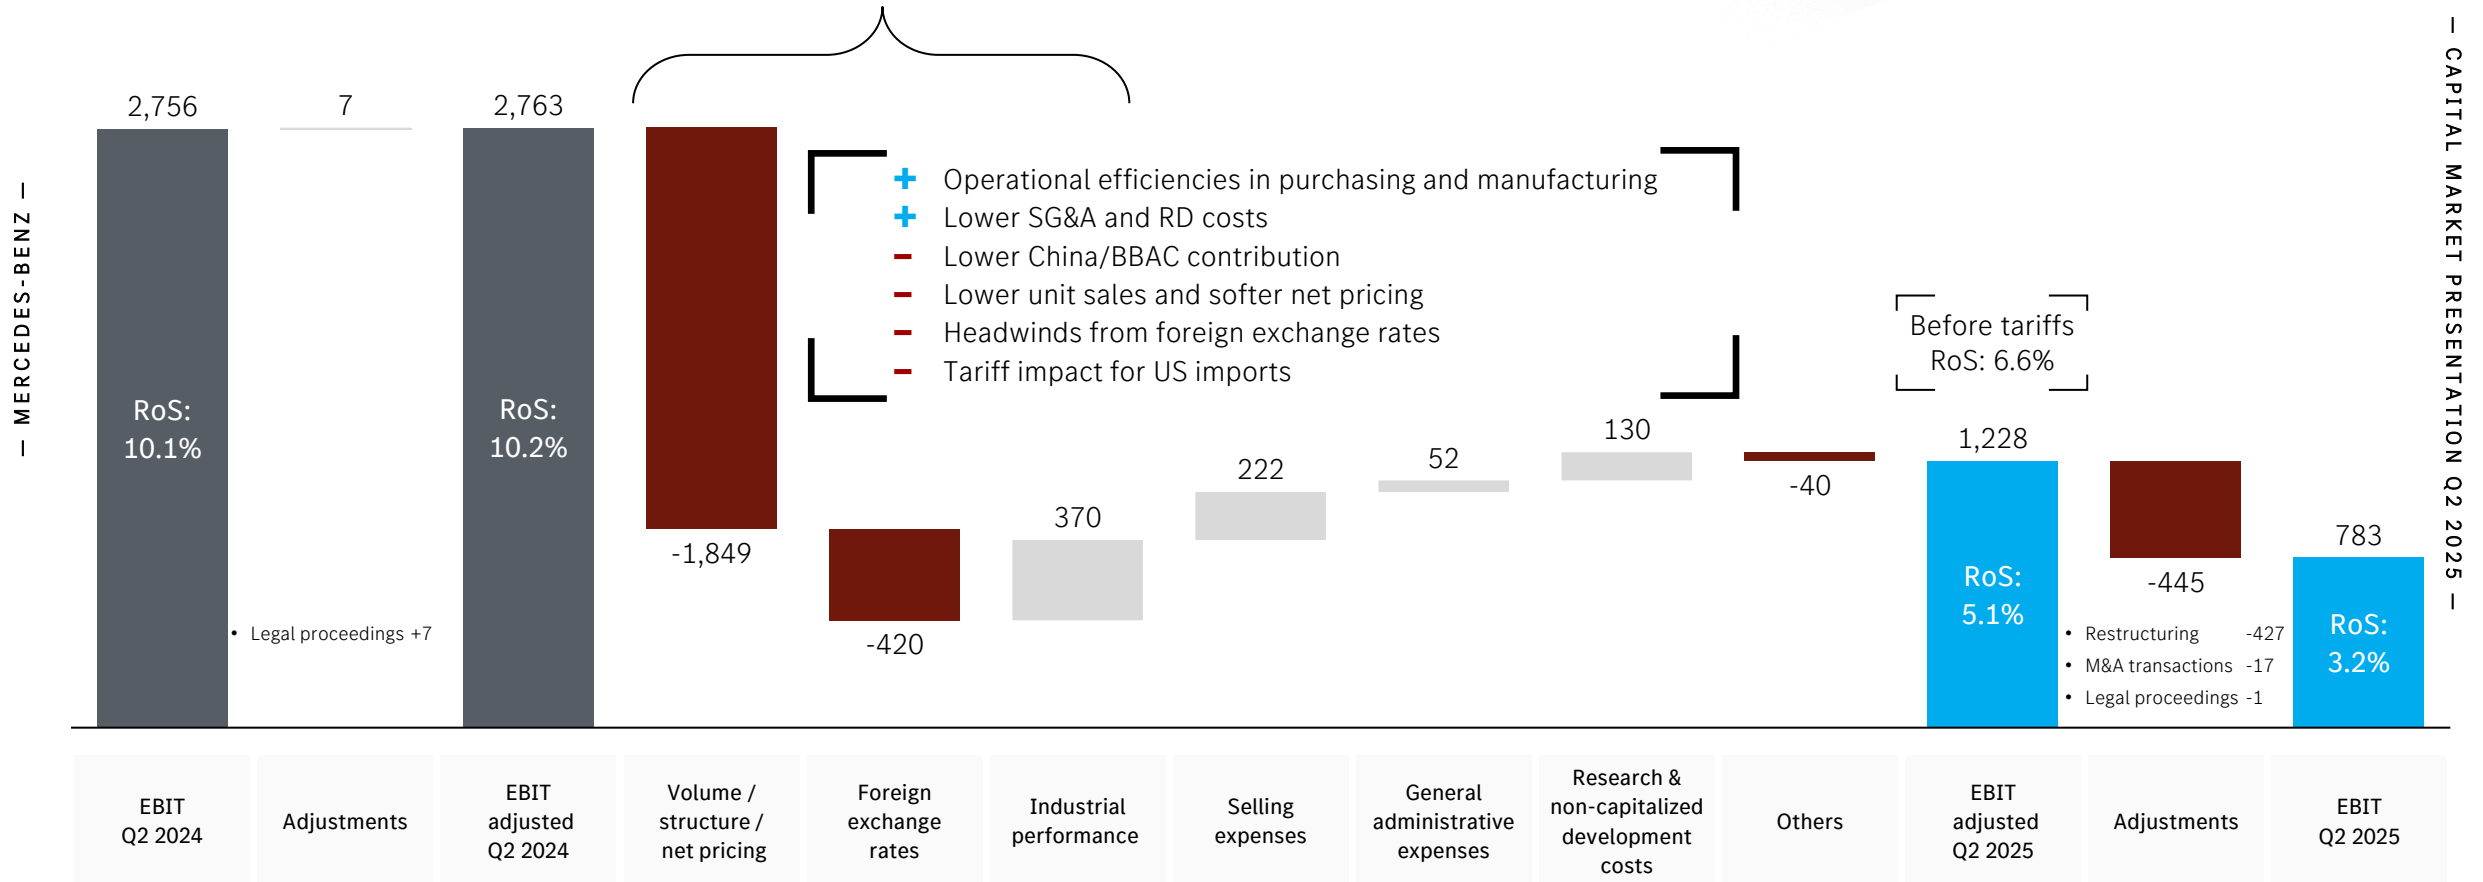 — MERCEDES-BENZ —
— CAPITAL MARKET PRESENTATION Q2 2025 —
2,756
7
2,763
+ Operational efficiencies in purchasing and manufacturing
+ Lower SG&A and RD costs
− Lower China/BBAC contribution
− Lower unit sales and softer net pricing
− Headwinds from foreign exchange rates
− Tariff impact for US imports
Before tariffs
RoS: 6.6%
RoS:
10.1%
RoS:
10.2%
-1,849
-420
370
222
52
130
-40
1,228
RoS:
5.1%
-445
783
RoS:
3.2%
• Legal proceedings +7
• Restructuring -427
• M&A transactions -17
• Legal proceedings -1
EBIT
Q2 2024
Adjustments
EBIT
adjusted
Q2 2024
Volume /
structure /
net pricing
Foreign
exchange
rates
Industrial
performance
Selling
expenses
General
administrative
expenses
Research &
non-capitalized
development
costs
Others
EBIT
adjusted
Q2 2025
Adjustments
EBIT
Q2 2025